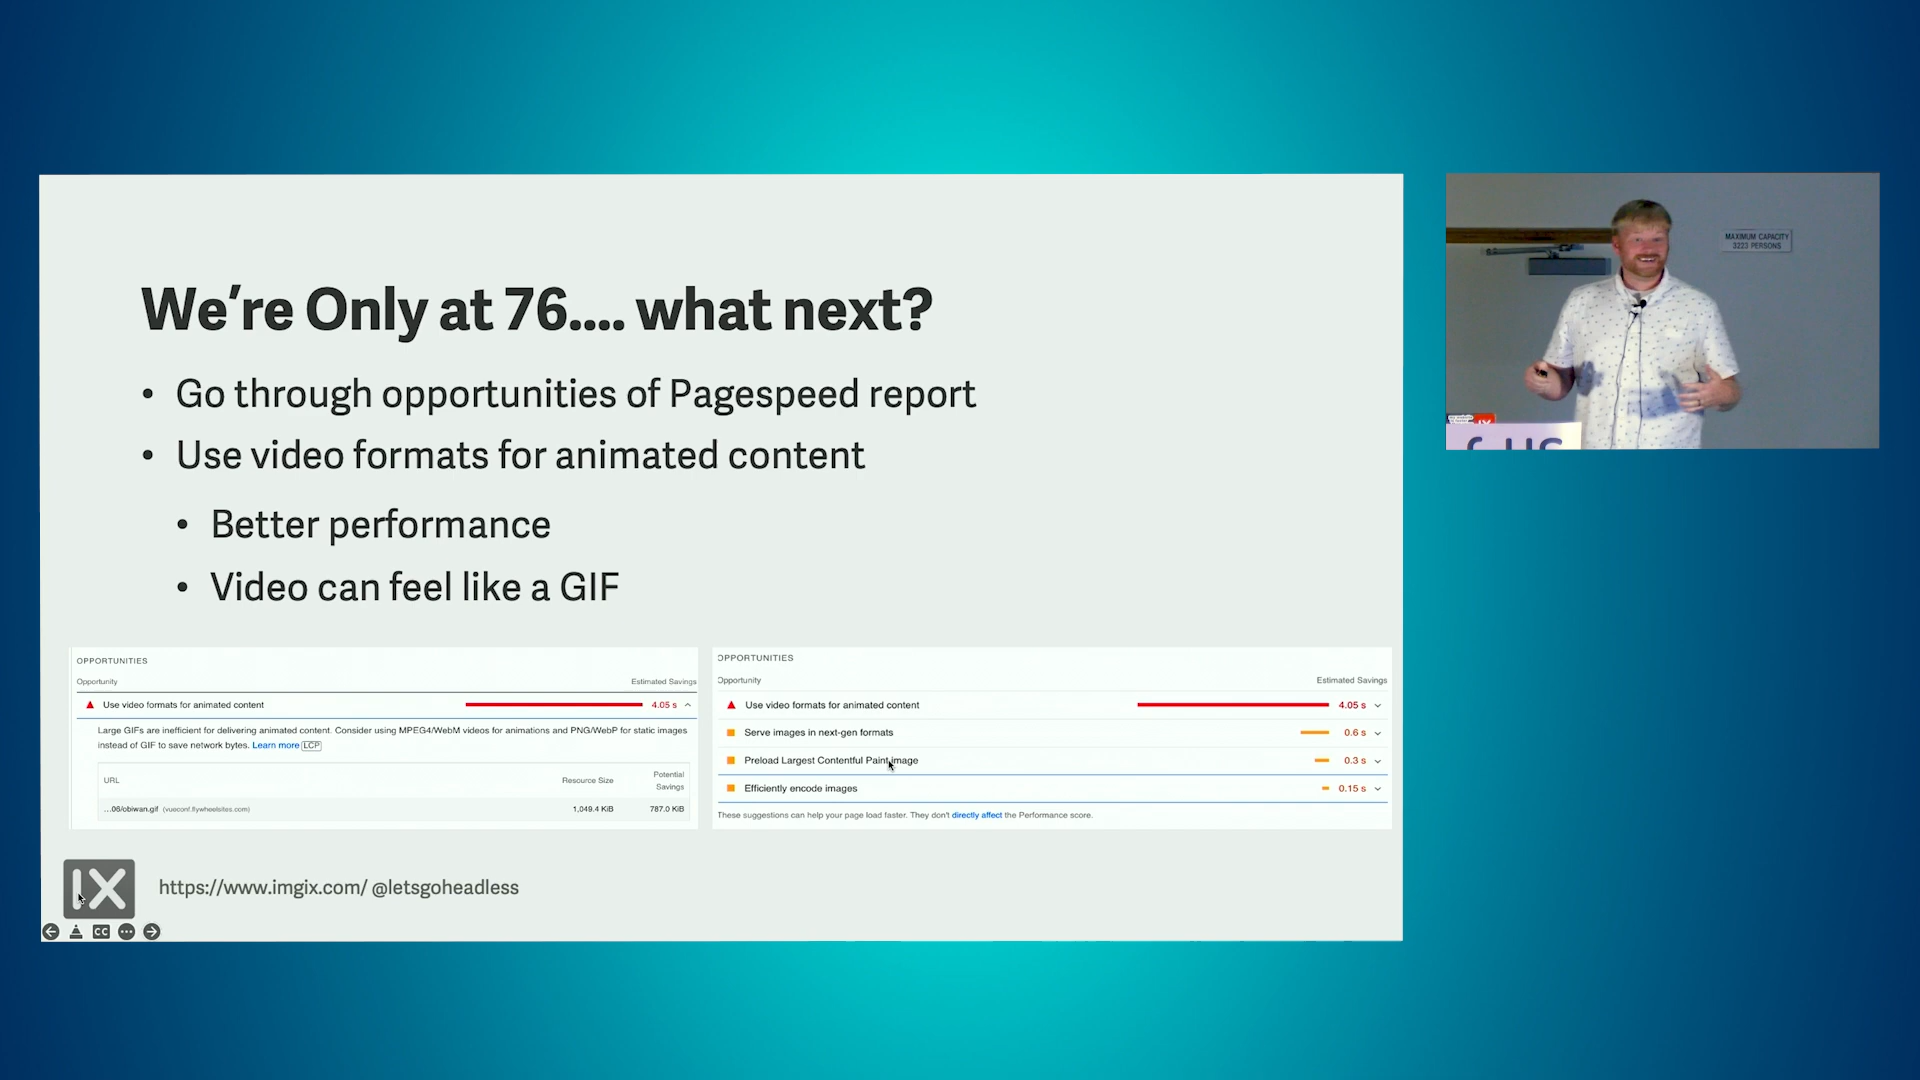 We're Only at 76.... what next?
• Go through opportunities of Pagespeed report
• Use video formats for animated content
• Better performance
• Video can feel like a GIF
OPPORTUNITIES
Opportunity Estimated Savings
Use video formats for animated content 4.05 s
Large GIFs are inefficient for delivering animated content. Consider using MPEG4/WebM videos for animations and PNG/WebP for static images
instead of GIF to save network bytes. Learn more LCP
URL Resource Size Potential Savings
...06/obiwan.gif (vueconf.flywheelsites.com) 1,049.4 KiB 787.0 KiB
OPPORTUNITIES
Opportunity Estimated Savings
Use video formats for animated content 4.05 s
Serve images in next-gen formats 0.6 s
Preload Largest Contentful Paint image 0.3 s
Efficiently encode images 0.15 s
These suggestions can help your page load faster. They don't directly affect the Performance score.
IX
https://www.imgix.com/ @letsgoheadless
CC
MAXIMUM CAPACITY
3223 PERSONS